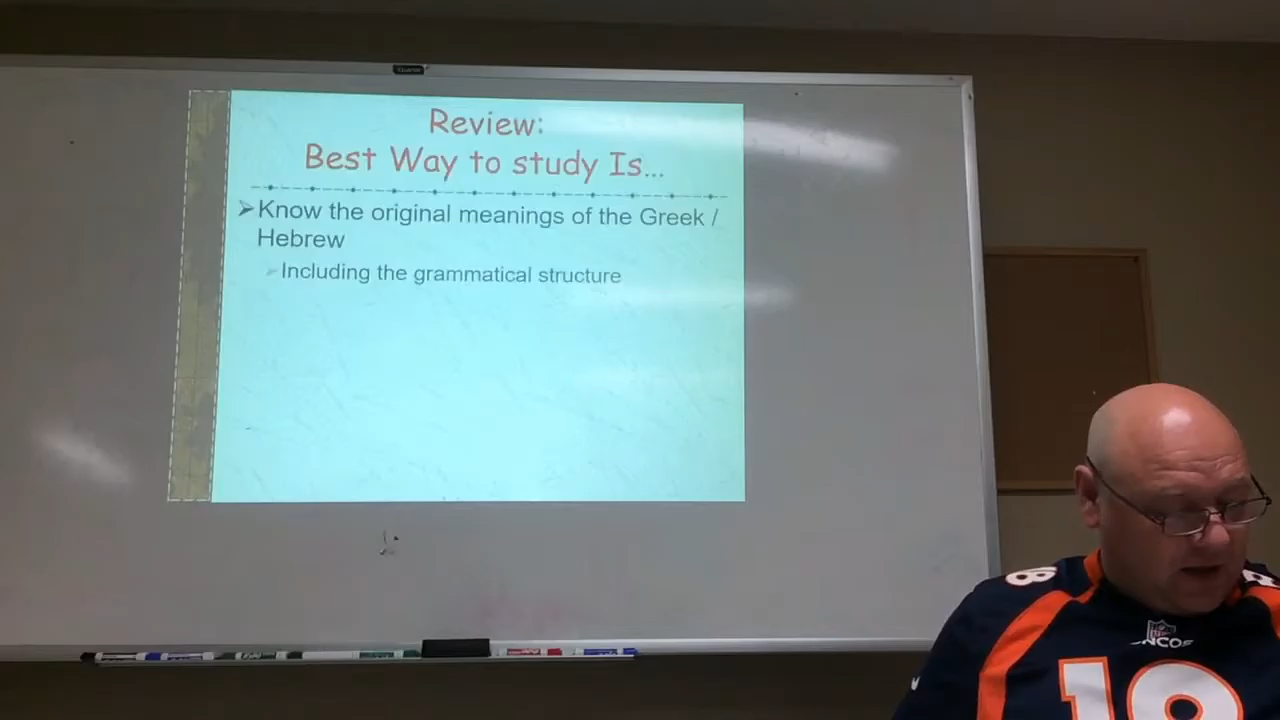 Review:
Best Way to study Is...
➢Know the original meanings of the Greek /
Hebrew
➢Including the grammatical structure
18
NCOS
18